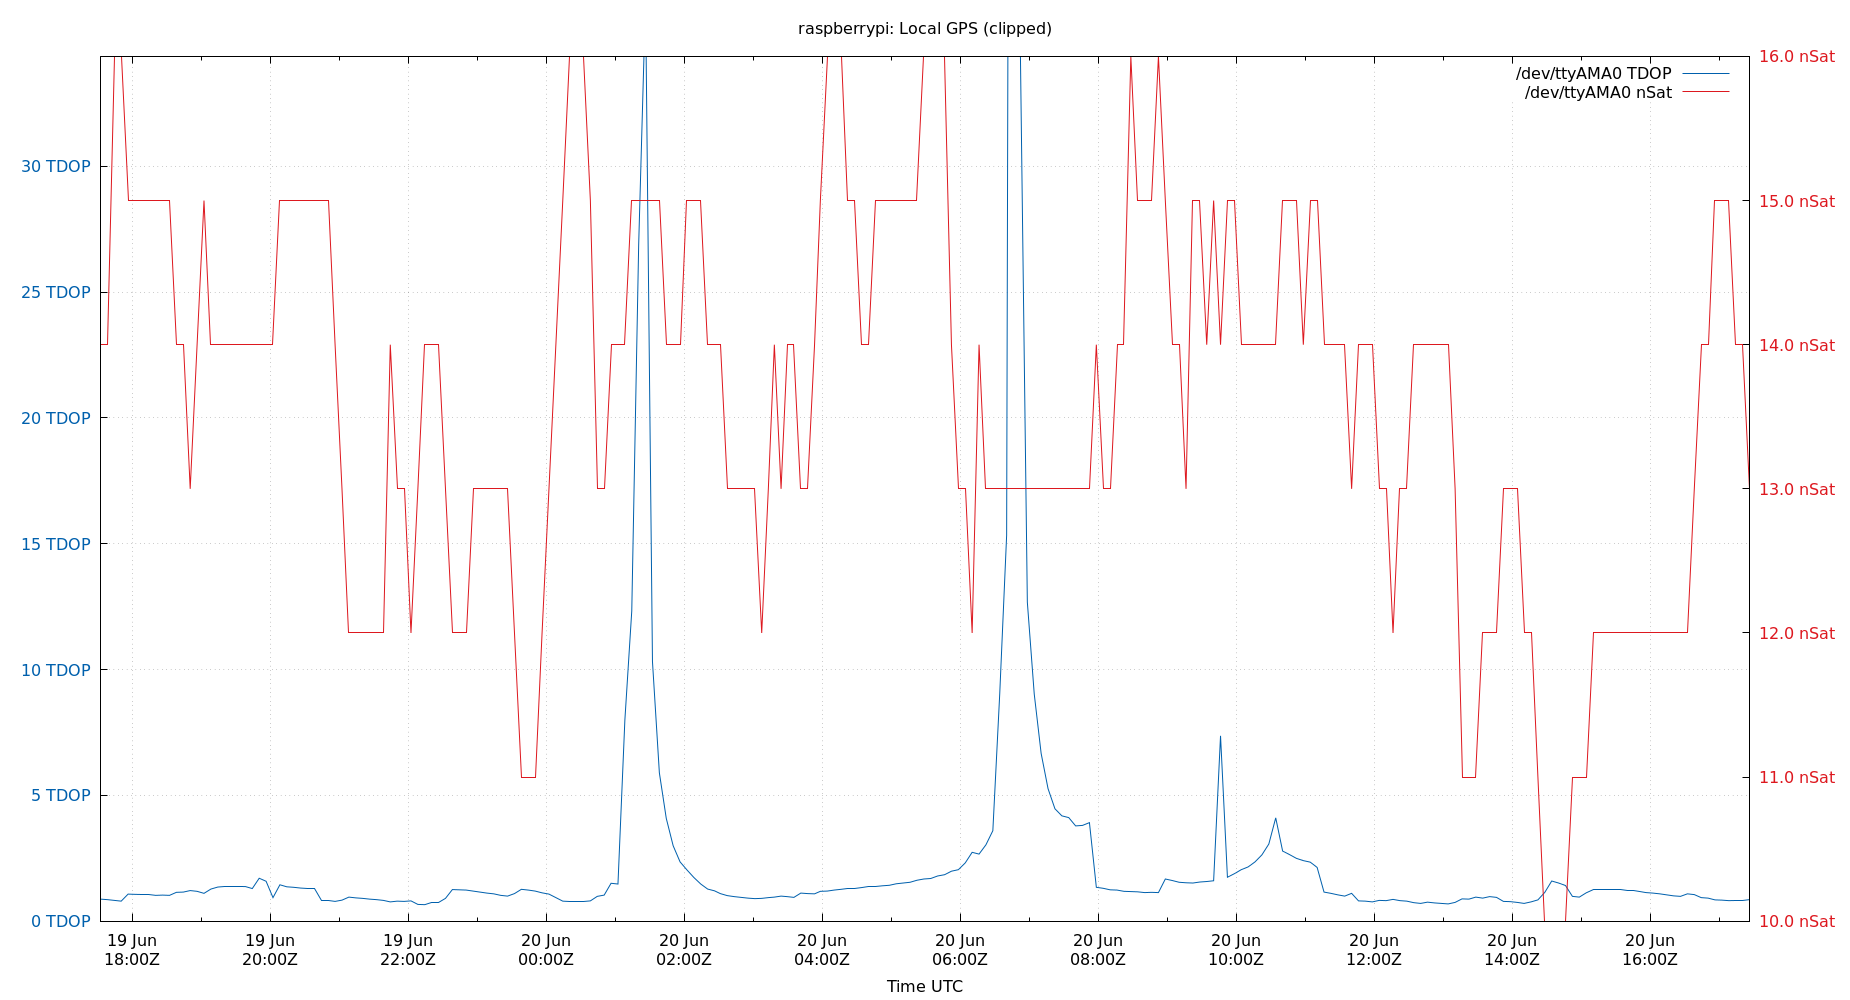 raspberrypi: Local GPS (clipped)
/dev/ttyAMA0 TDOP
/dev/ttyAMA0 nSat
30 TDOP
25 TDOP
20 TDOP
15 TDOP
10 TDOP
5 TDOP
0 TDOP
16.0 nSat
15.0 nSat
14.0 nSat
13.0 nSat
12.0 nSat
11.0 nSat
10.0 nSat
19 Jun 19 Jun 19 Jun 20 Jun 20 Jun 20 Jun 20 Jun 20 Jun 20 Jun 20 Jun 20 Jun 20 Jun
18:00Z 20:00Z 22:00Z 00:00Z 02:00Z 04:00Z 06:00Z 08:00Z 10:00Z 12:00Z 14:00Z 16:00Z
Time UTC